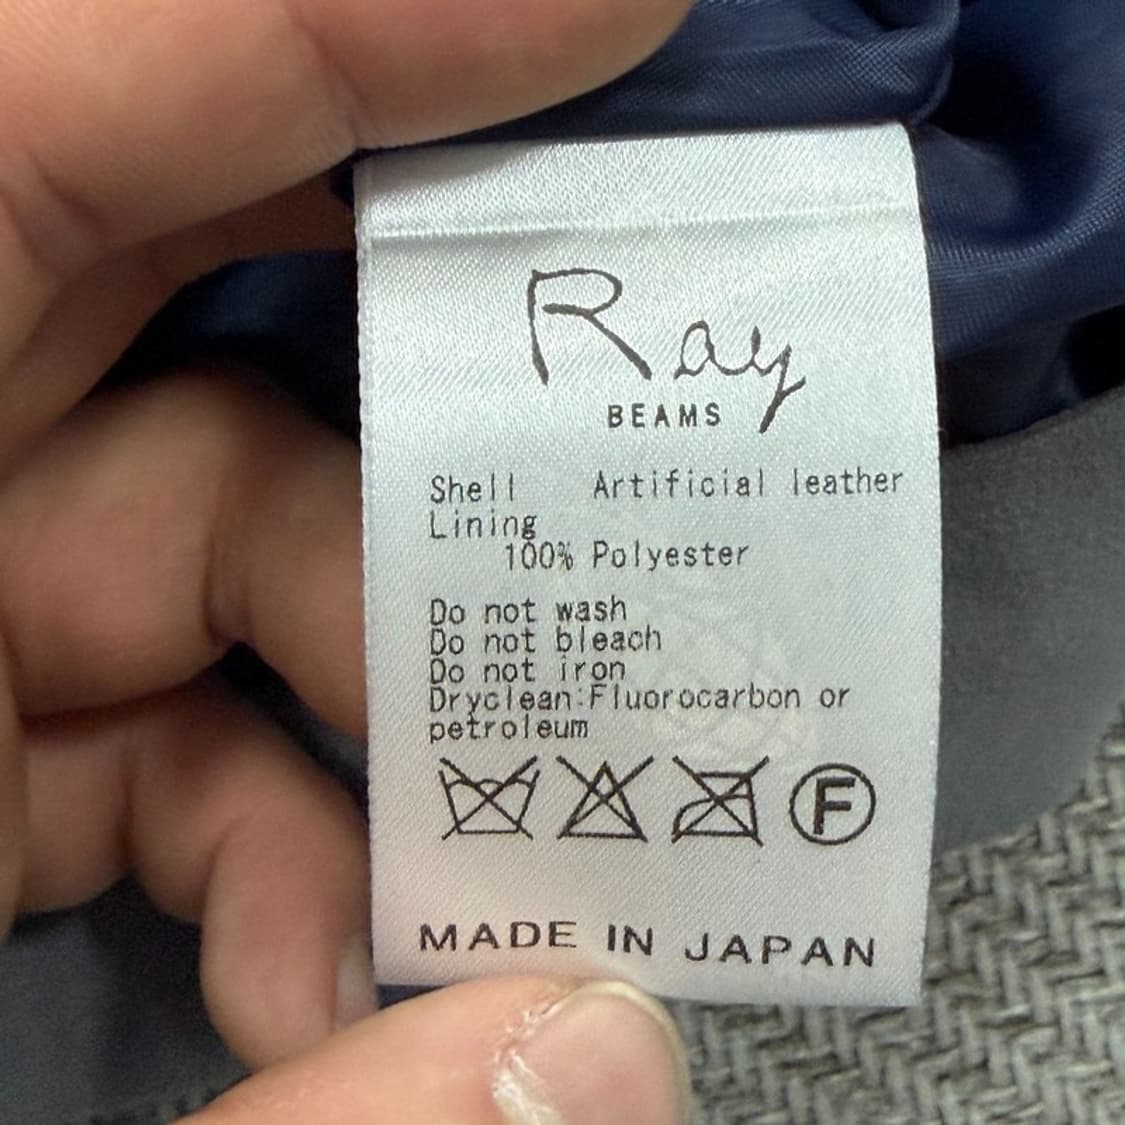 Ray
BEAMS
Shell Artificial leather
Lining
100% Polyester
Do not wash
Do not bleach
Do not iron
Dryclean:Fluorocarbon or
petroleum
F
MADE IN JAPAN